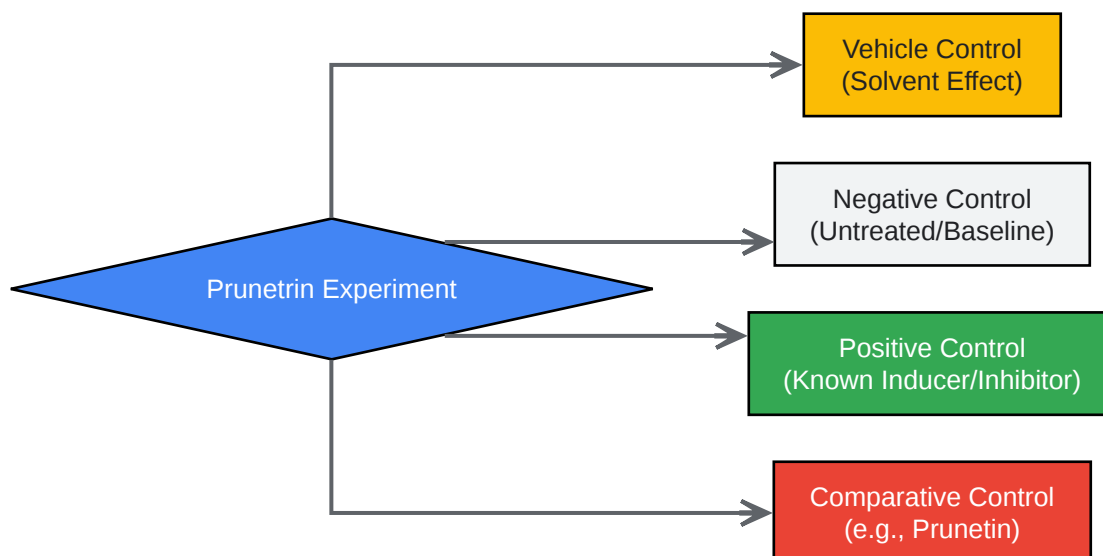 Vehicle Control
(Solvent Effect)
Negative Control
(Untreated/Baseline)
Prunetrin Experiment
Positive Control
(Known Inducer/Inhibitor)
Comparative Control
(e.g., Prunetin)